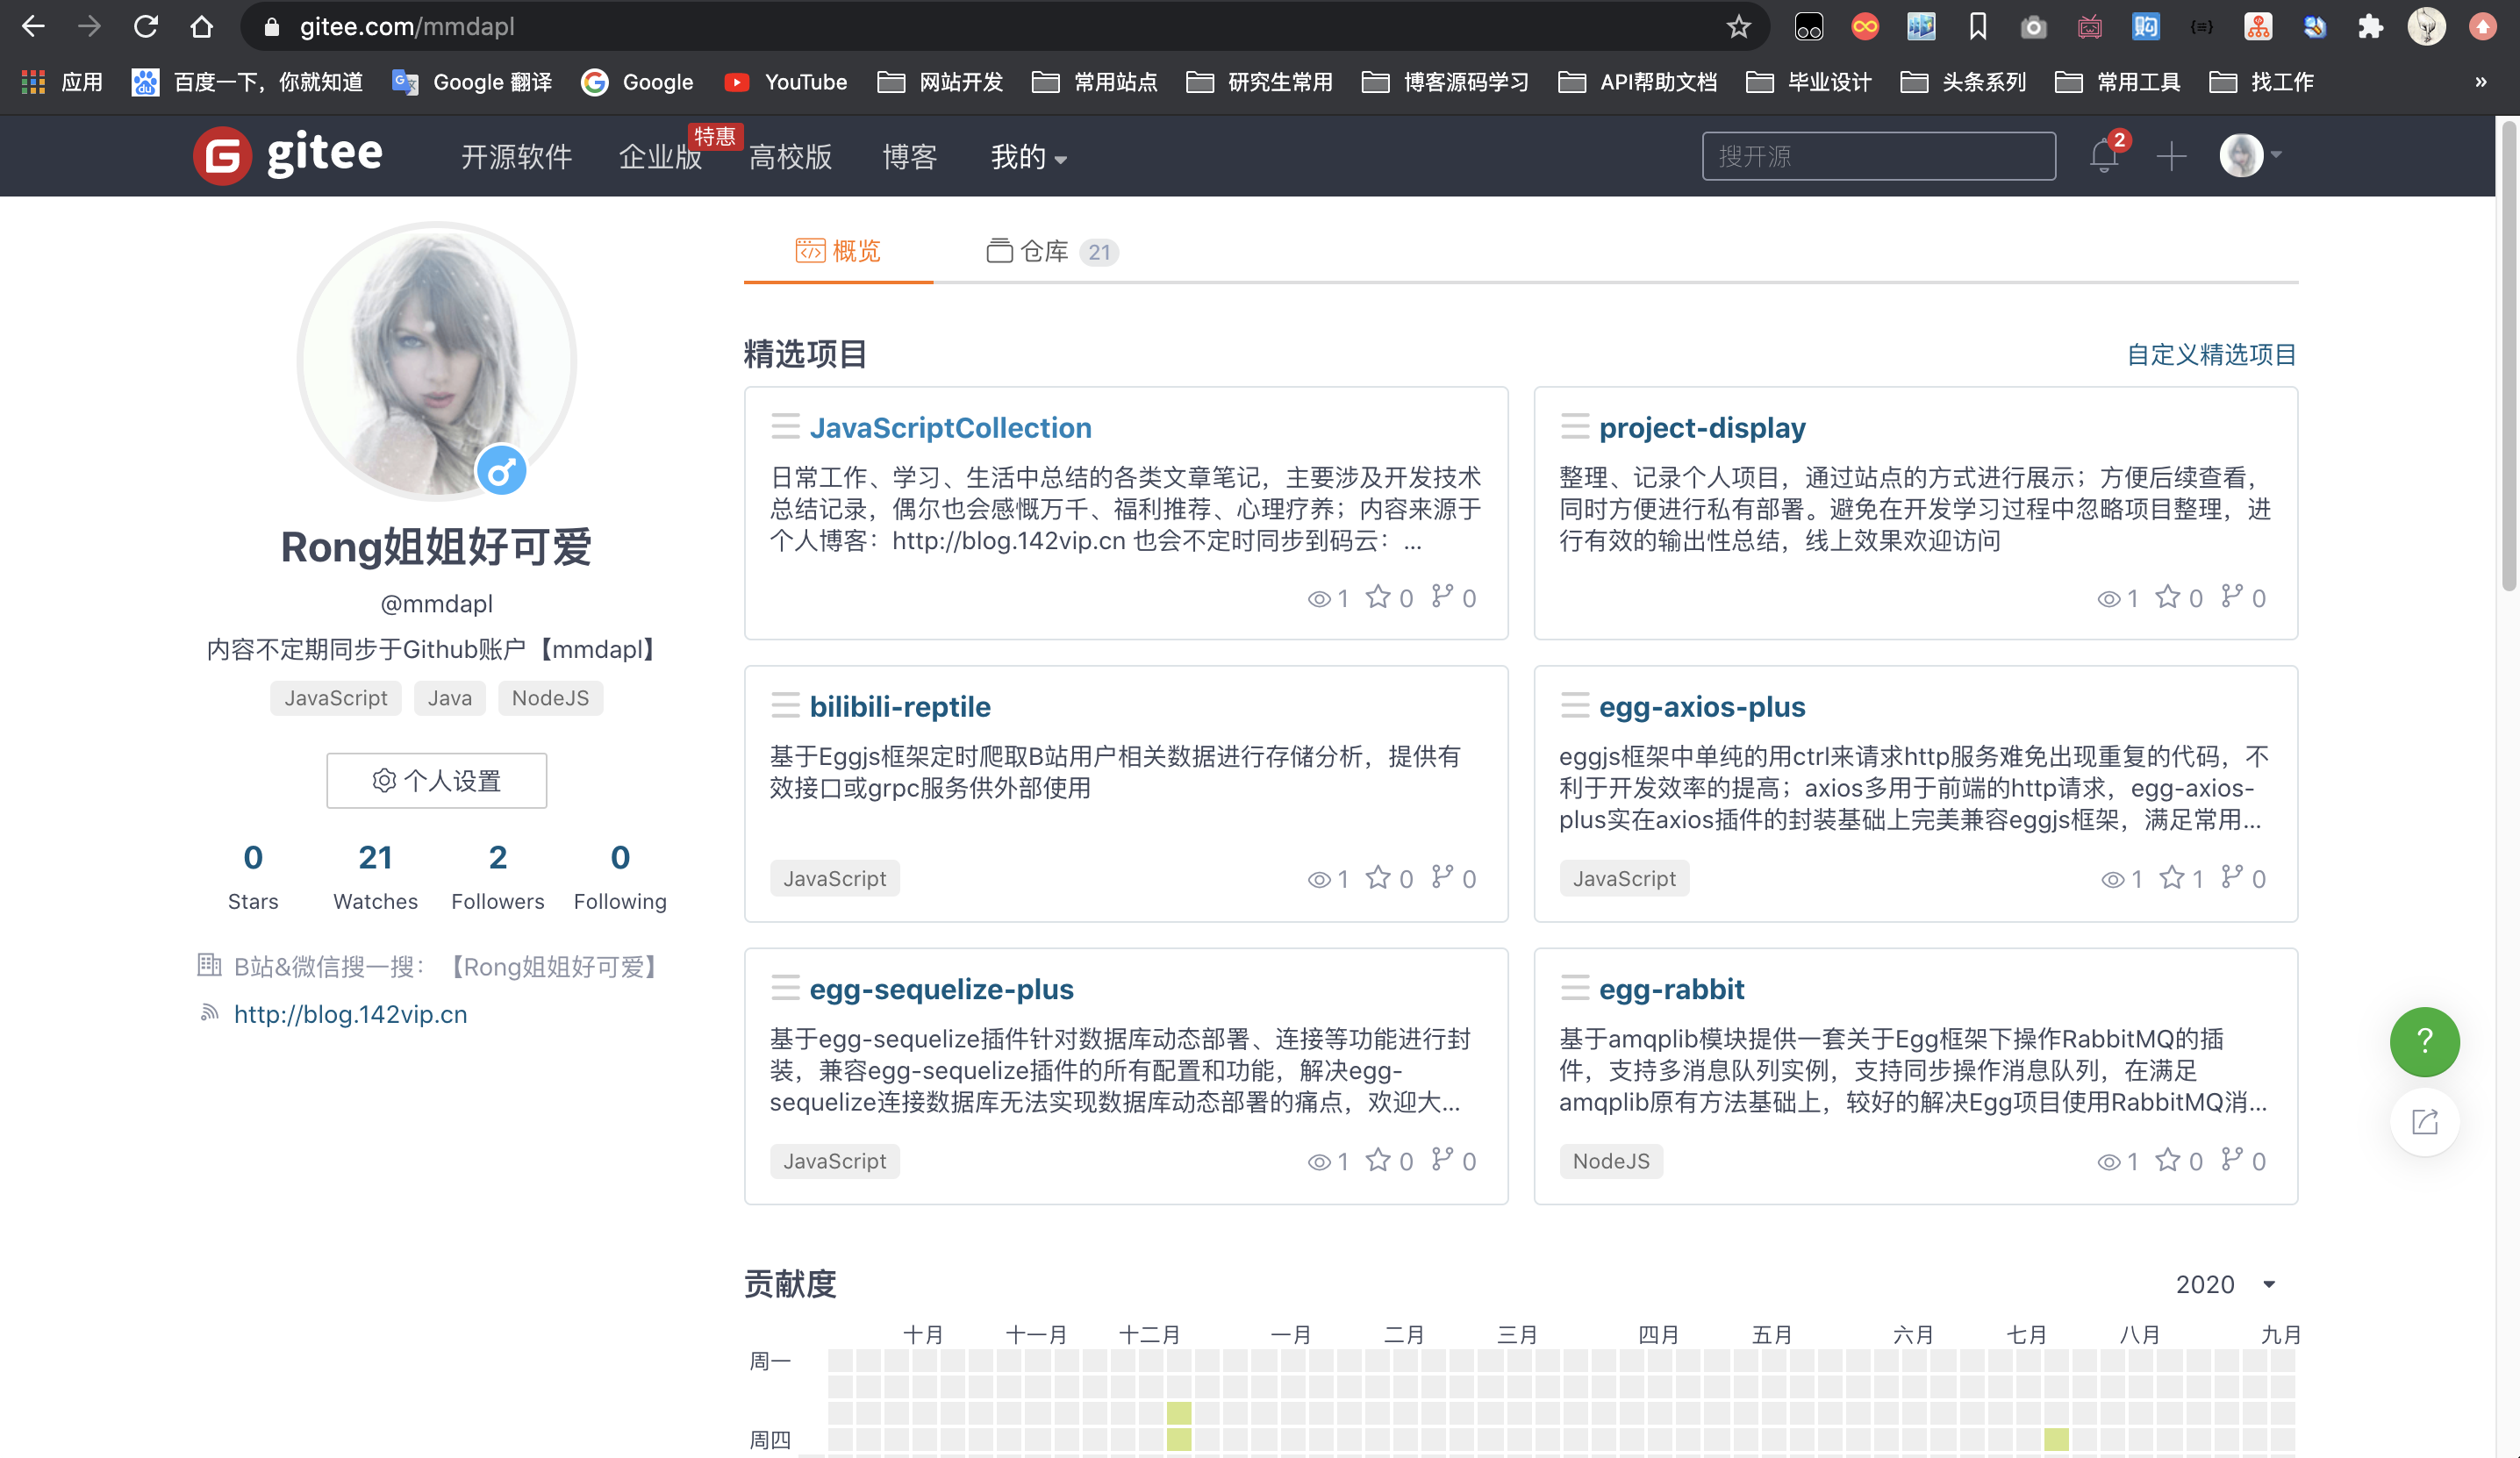 gitee.com/mmdapl
应用
百度一下，你就知道
Google 翻译
Google
YouTube
网站开发
常用站点
研究生常用
博客源码学习
API帮助文档
毕业设计
头条系列
常用工具
找工作
»
gitee
开源软件
企业版
特惠
高校版
博客
我的
搜开源
2
概览
仓库 21
Rong姐姐好可爱
@mmdapl
内容不定期同步于Github账户【mmdapl】
JavaScript Java NodeJS
个人设置
0 21 2 0
Stars Watches Followers Following
B站&微信搜一搜：【Rong姐姐好可爱】
http://blog.142vip.cn
精选项目
自定义精选项目
JavaScriptCollection
日常工作、学习、生活中总结的各类文章笔记，主要涉及开发技术
总结记录，偶尔也会感慨万千、福利推荐、心理疗养；内容来源于
个人博客：http://blog.142vip.cn 也会不定时同步到码云：...
1 0 0
project-display
整理、记录个人项目，通过站点的方式进行展示；方便后续查看，
同时方便进行私有部署。避免在开发学习过程中忽略项目整理，进
行有效的输出性总结，线上效果欢迎访问
1 0 0
bilibili-reptile
基于Eggjs框架定时爬取B站用户相关数据进行存储分析，提供有
效接口或grpc服务供外部使用
JavaScript
1 0 0
egg-axios-plus
eggjs框架中单纯的用ctrl来请求http服务难免出现重复的代码，不
利于开发效率的提高；axios多用于前端的http请求，egg-axios-
plus实在axios插件的封装基础上完美兼容eggjs框架，满足常用...
JavaScript
1 1 0
egg-sequelize-plus
基于egg-sequelize插件针对数据库动态部署、连接等功能进行封
装，兼容egg-sequelize插件的所有配置和功能，解决egg-
sequelize连接数据库无法实现数据库动态部署的痛点，欢迎大...
JavaScript
1 0 0
egg-rabbit
基于amqplib模块提供一套关于Egg框架下操作RabbitMQ的插
件，支持多消息队列实例，支持同步操作消息队列，在满足
amqplib原有方法基础上，较好的解决Egg项目使用RabbitMQ消...
NodeJS
1 0 0
?
贡献度
2020
十月 十一月 十二月 一月 二月 三月 四月 五月 六月 七月 八月 九月
周一
周四